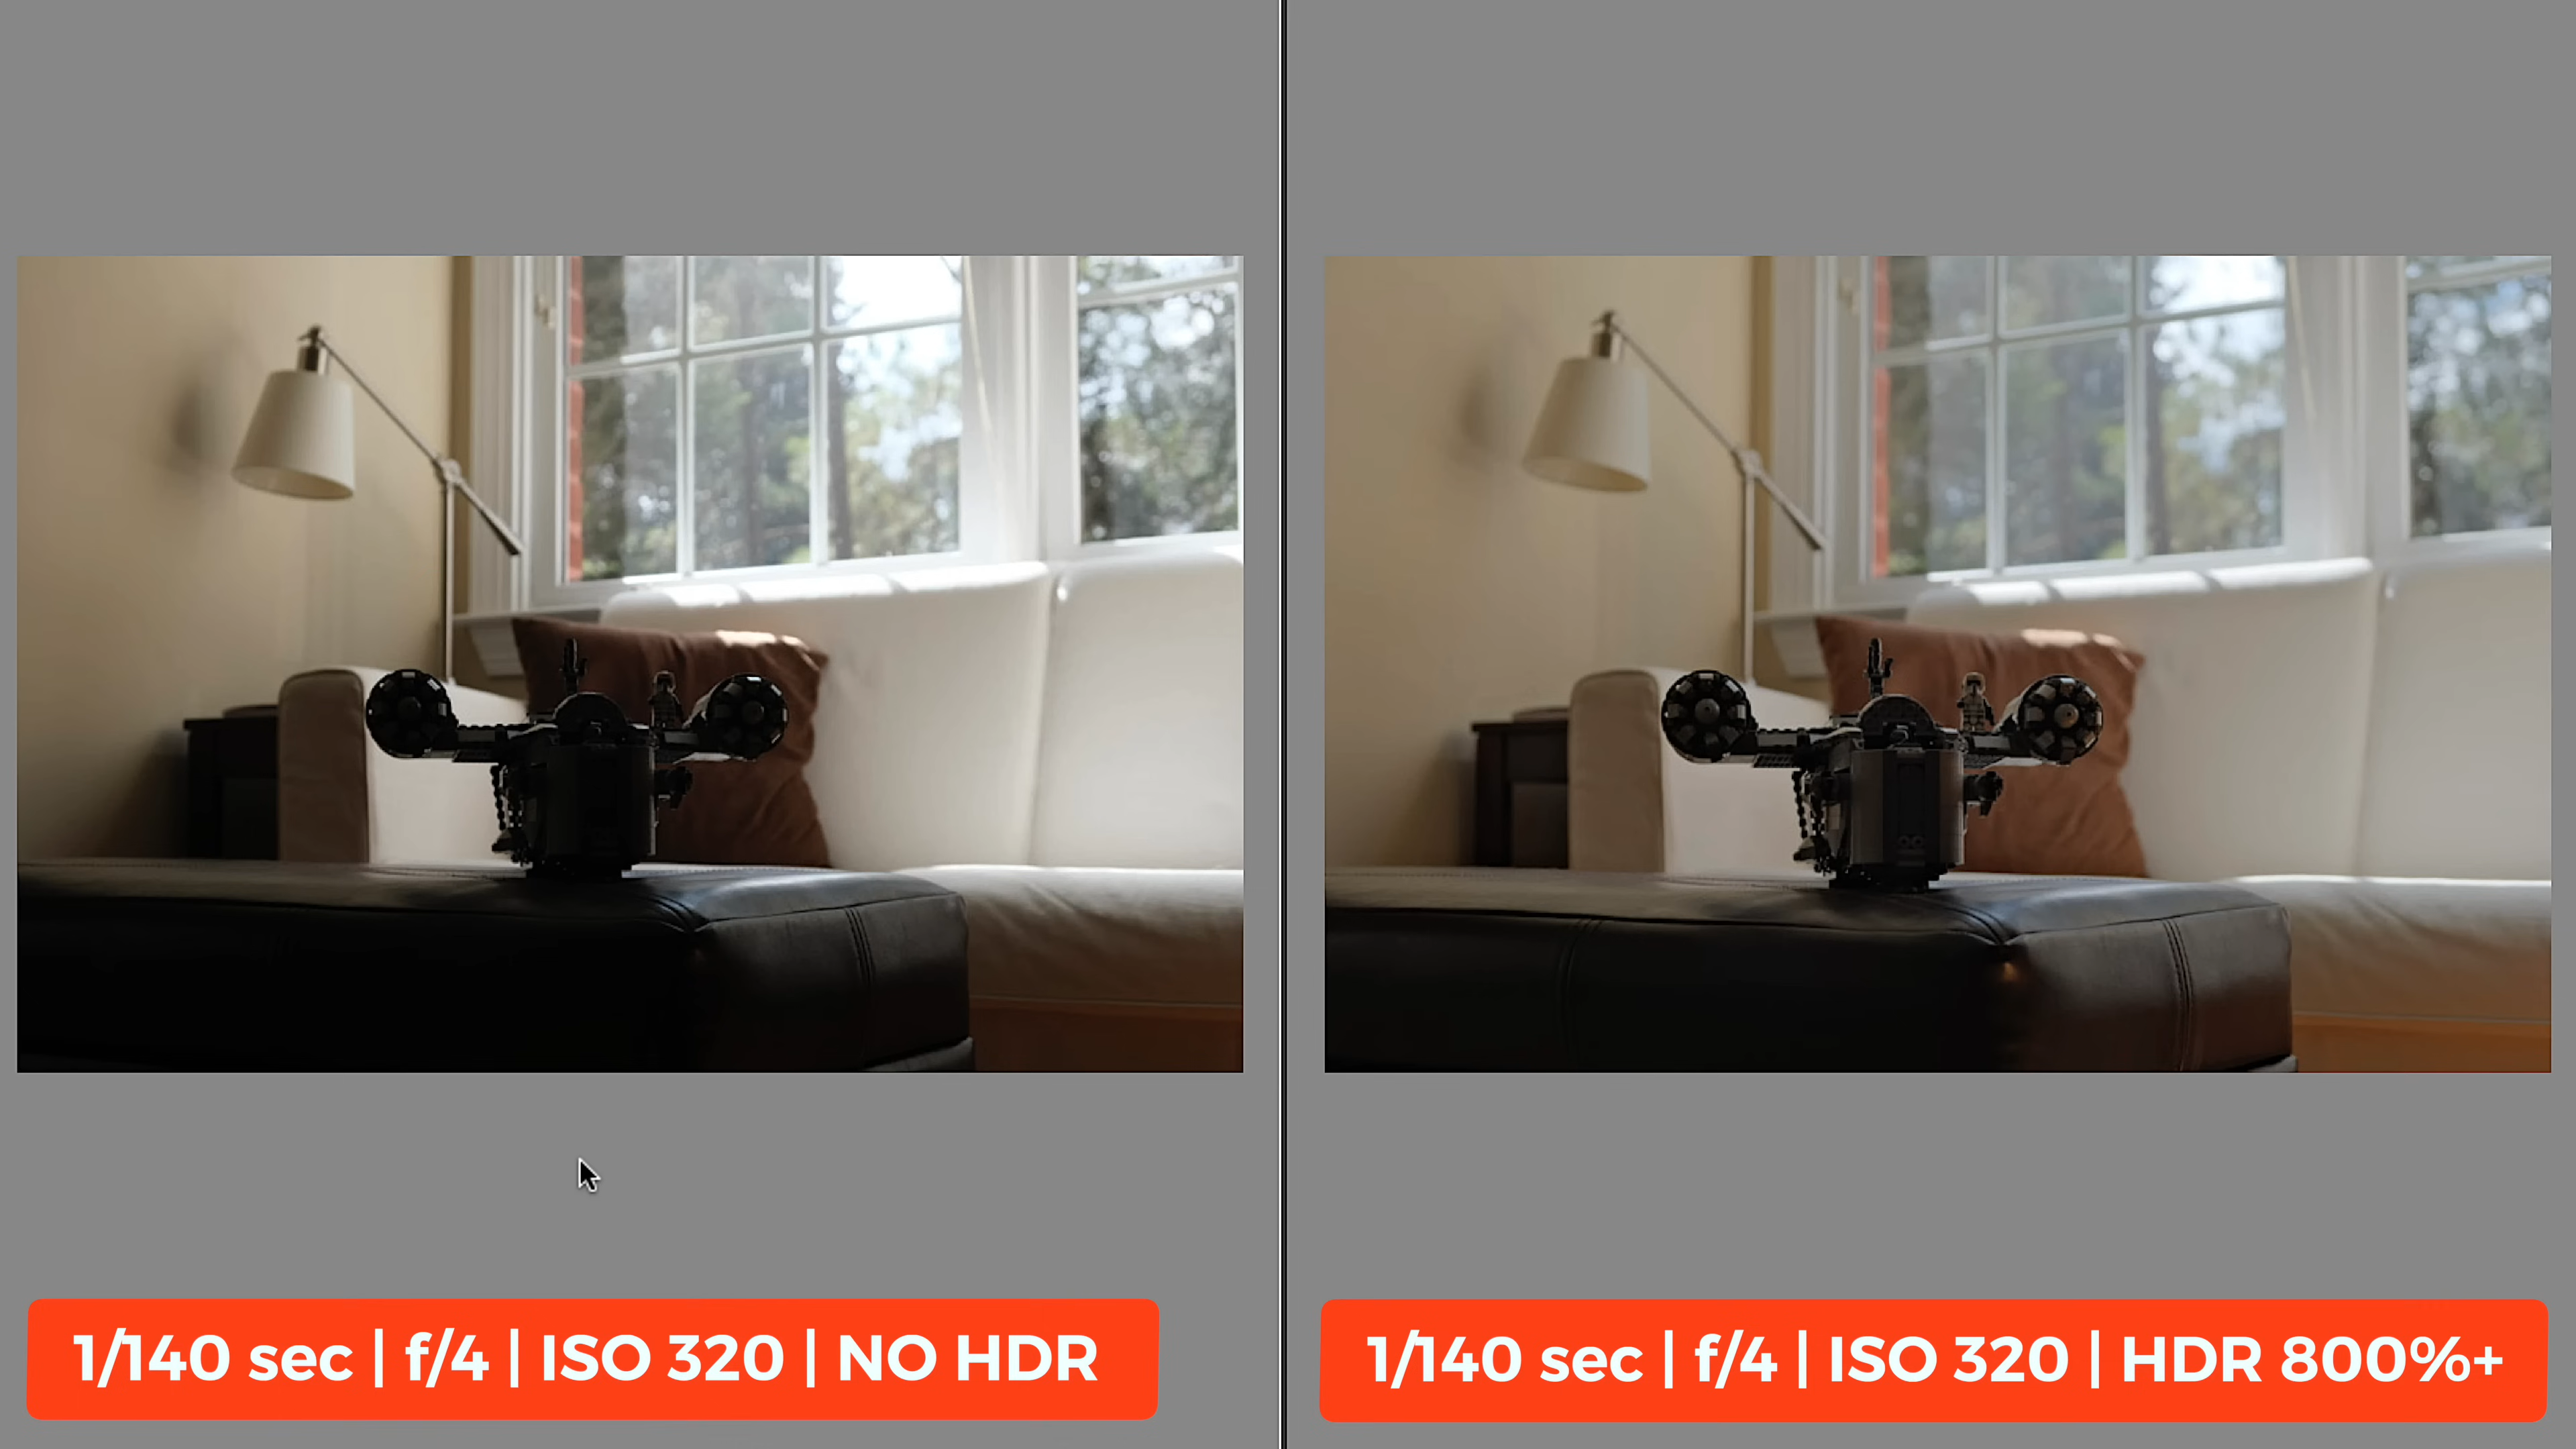 1/140 sec | f/4 | ISO 320 | NO HDR
1/140 sec | f/4 | ISO 320 | HDR 800%+